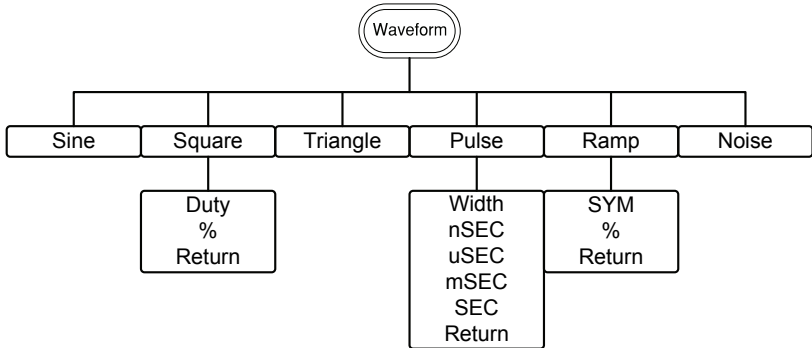 Waveform
Sine Square Triangle Pulse Ramp Noise
Duty
%
Return
Width
nSEC
uSEC
mSEC
SEC
Return
SYM
%
Return